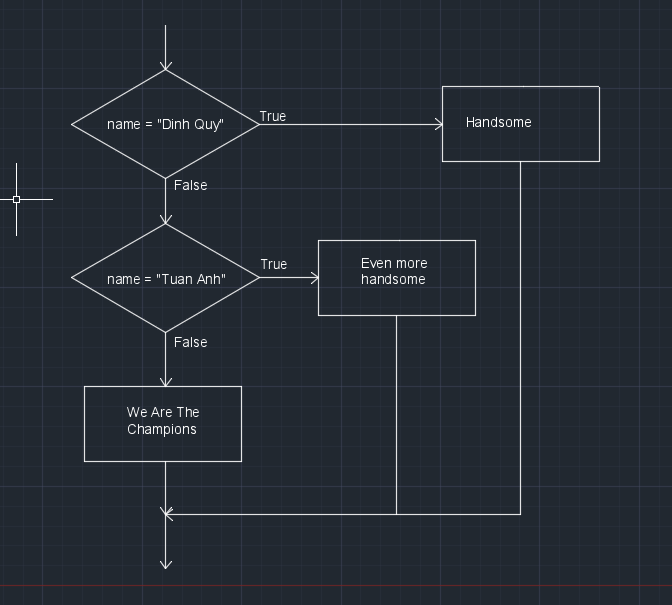 name = "Dinh Quy"
True
Handsome
False
name = "Tuan Anh"
True
Even more
handsome
False
We Are The
Champions